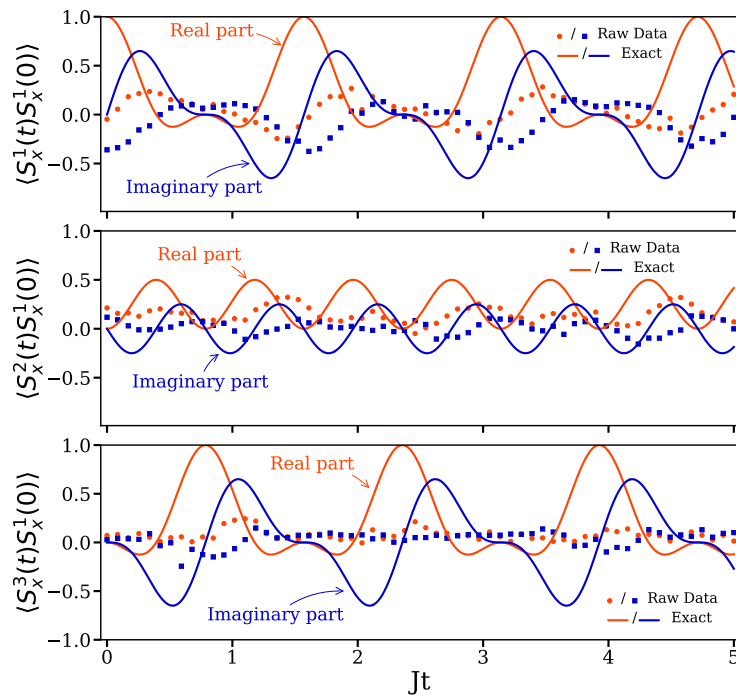 1.0
0.5
0.0
−0.5
⟨S_x^1(t)S_x^1(0)⟩
Real part
Imaginary part
/ Raw Data
/ Exact
1.0
0.5
0.0
−0.5
⟨S_x^2(t)S_x^1(0)⟩
Real part
Imaginary part
/ Raw Data
/ Exact
1.0
0.5
0.0
−0.5
−1.0
⟨S_x^3(t)S_x^1(0)⟩
Real part
Imaginary part
/ Raw Data
/ Exact
0 1 2 3 4 5
Jt